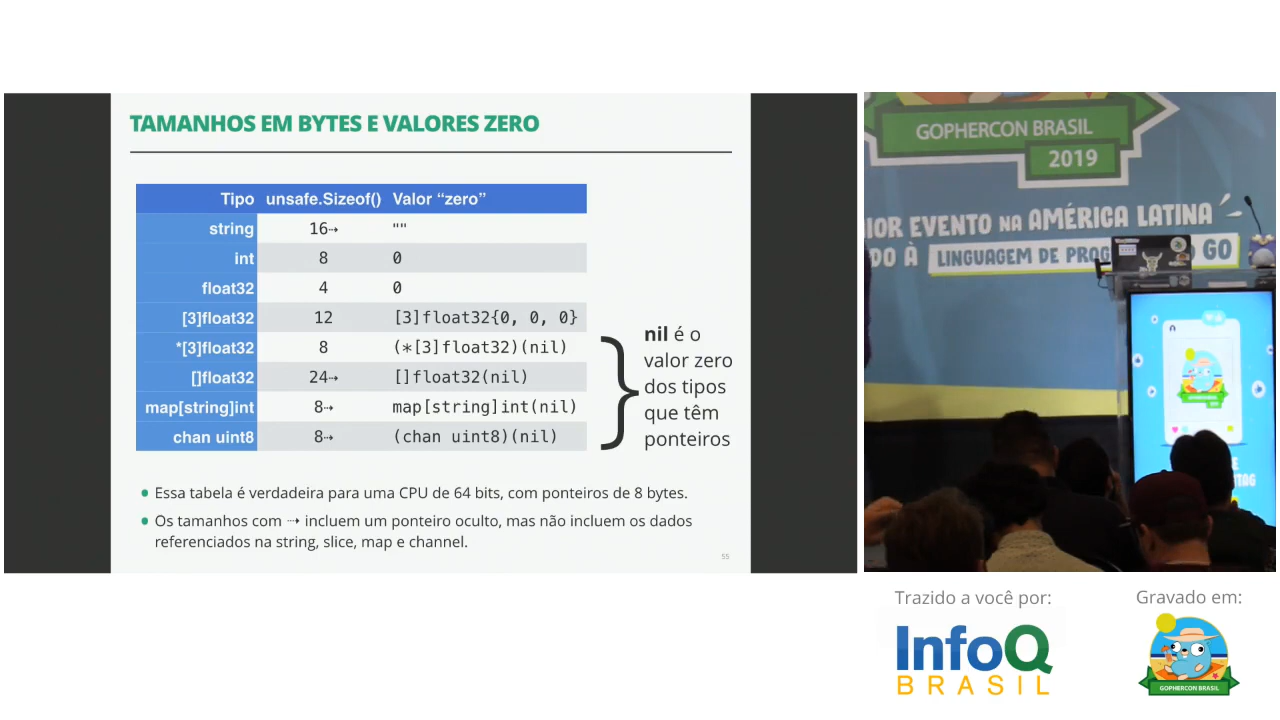 TAMANHOS EM BYTES E VALORES ZERO
Tipo unsafe.Sizeof() Valor “zero”
string 16⇢ ""
int 8 0
float32 4 0
[3]float32 12 [3]float32{0, 0, 0}
*[3]float32 8 (*[3]float32)(nil)
[]float32 24⇢ []float32(nil)
map[string]int 8⇢ map[string]int(nil)
chan uint8 8⇢ (chan uint8)(nil)
nil é o
valor zero
dos tipos
que têm
ponteiros
• Essa tabela é verdadeira para uma CPU de 64 bits, com ponteiros de 8 bytes.
• Os tamanhos com ⇢ incluem um ponteiro oculto, mas não incluem os dados
referenciados na string, slice, map e channel.
55
GOPHERCON BRASIL
2019
IOR EVENTO NA AMÉRICA LATINA
DO À LINGUAGEM DE PROG GO
Trazido a você por:
InfoQ
BRASIL
Gravado em:
GOPHERCON BRASIL